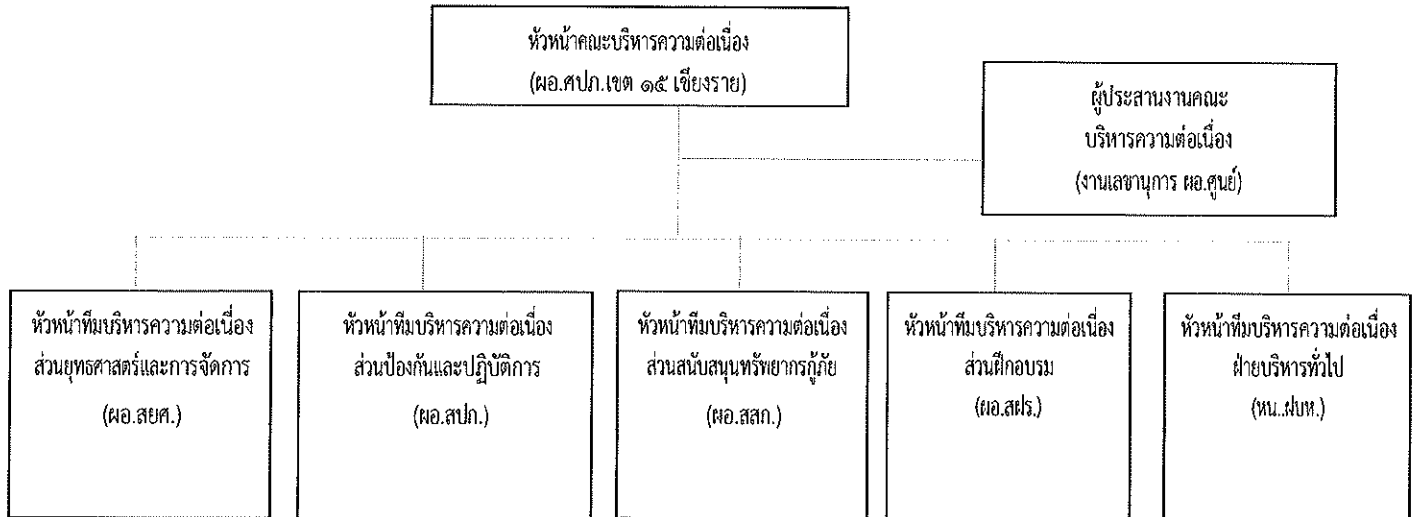 หัวหน้าคณะบริหารความต่อเนื่อง
(ผอ.ศปภ.เขต ๑๕ เชียงราย)
ผู้ประสานงานคณะ
บริหารความต่อเนื่อง
(งานเลขานุการ ผอ.ศูนย์)
หัวหน้าทีมบริหารความต่อเนื่อง
ส่วนยุทธศาสตร์และการจัดการ
(ผอ.สยศ.)
หัวหน้าทีมบริหารความต่อเนื่อง
ส่วนป้องกันและปฏิบัติการ
(ผอ.สปก.)
หัวหน้าทีมบริหารความต่อเนื่อง
ส่วนสนับสนุนทรัพยากรกู้ภัย
(ผอ.สสก.)
หัวหน้าทีมบริหารความต่อเนื่อง
ส่วนฝึกอบรม
(ผอ.สฝร.)
หัวหน้าทีมบริหารความต่อเนื่อง
ฝ่ายบริหารทั่วไป
(หน..ฝบท.)